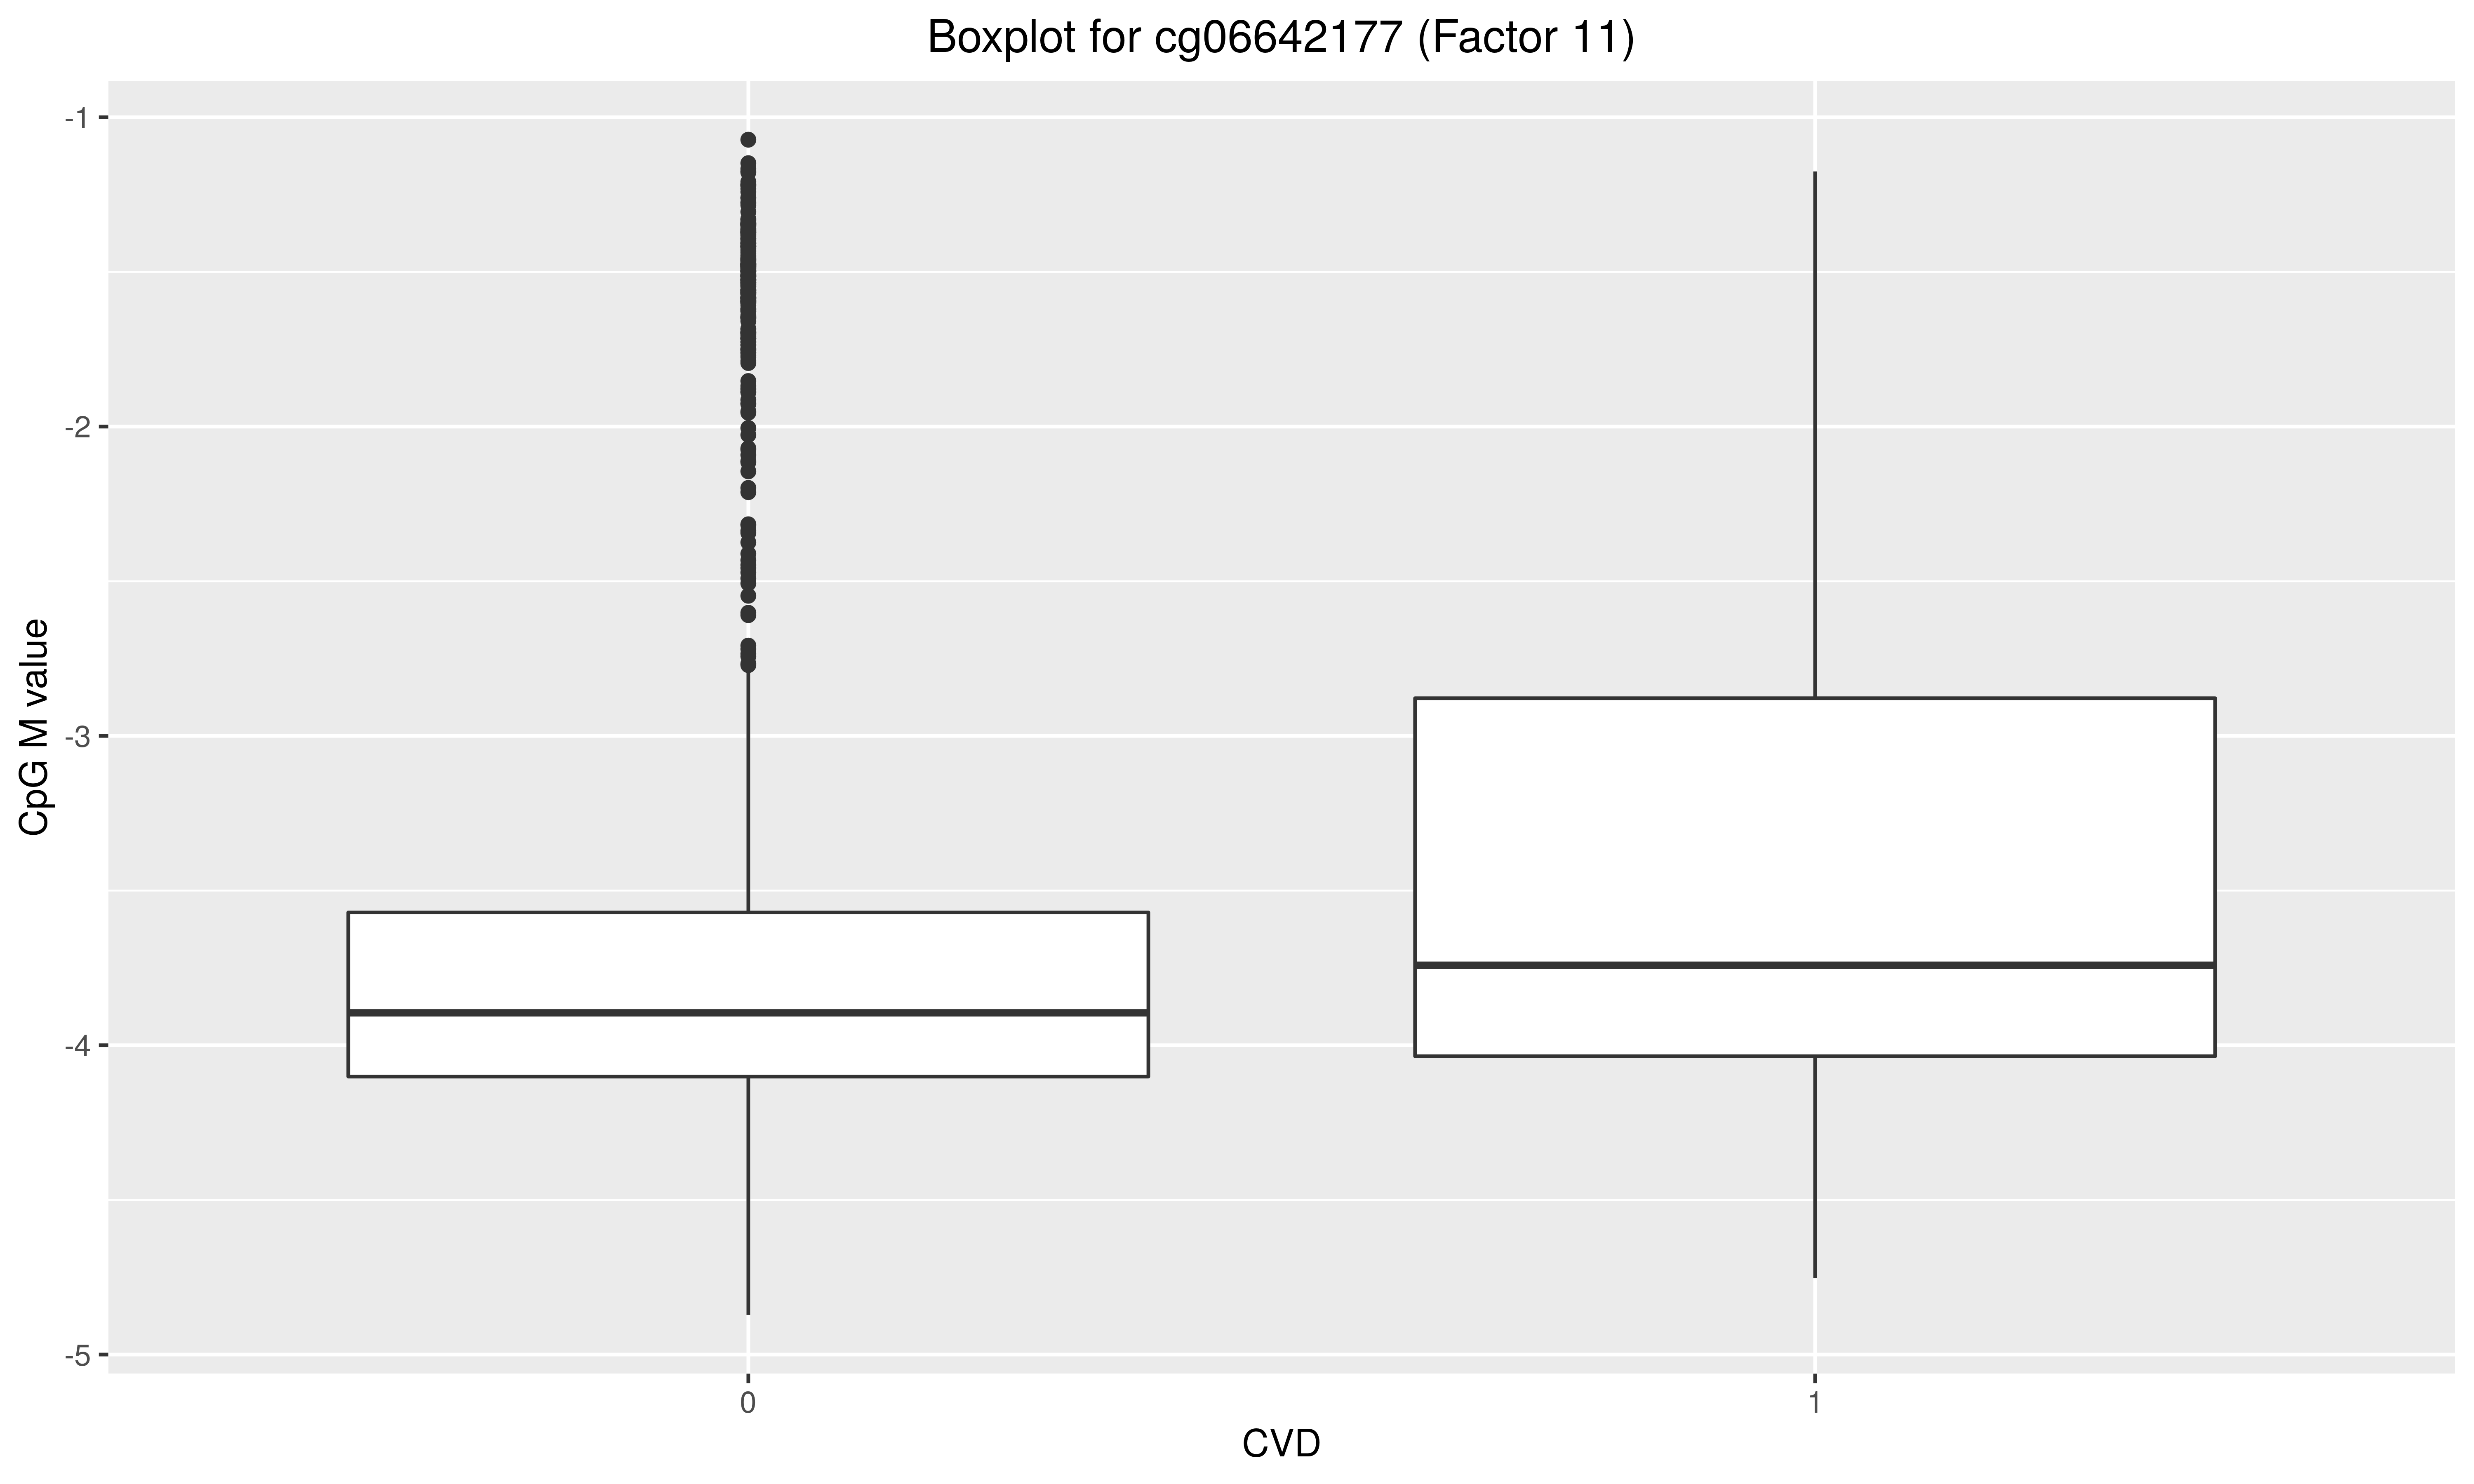 Boxplot for cg06642177 (Factor 11)
CpG M value
-1
-2
-3
-4
-5
0 1
CVD